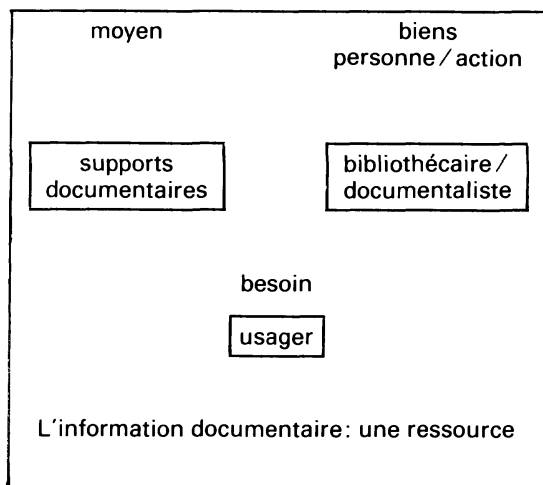 moyen
biens
personne / action
supports
documentaires
bibliothécaire /
documentaliste
besoin
usager
L'information documentaire: une ressource